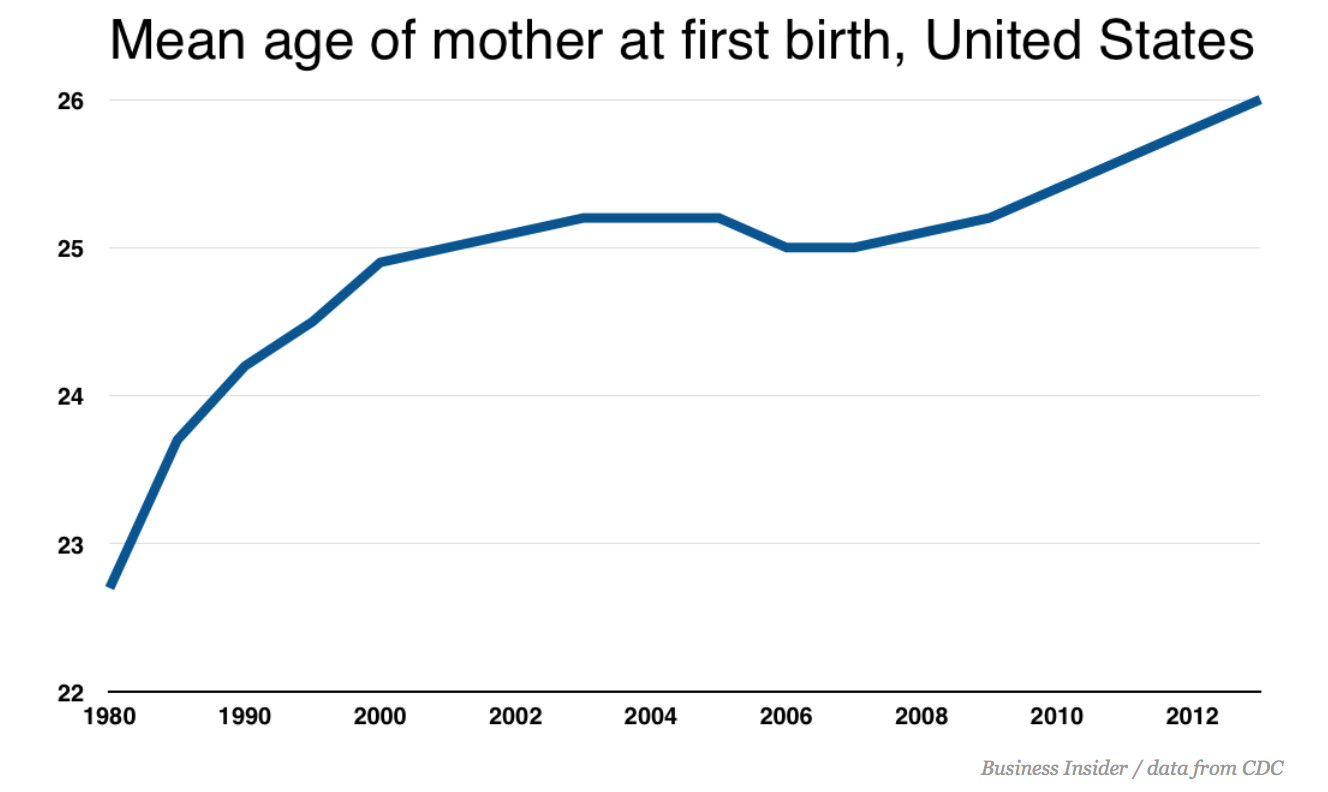 Mean age of mother at first birth, United States
26
25
24
23
22
1980 1990 2000 2002 2004 2006 2008 2010 2012
Business Insider / data from CDC